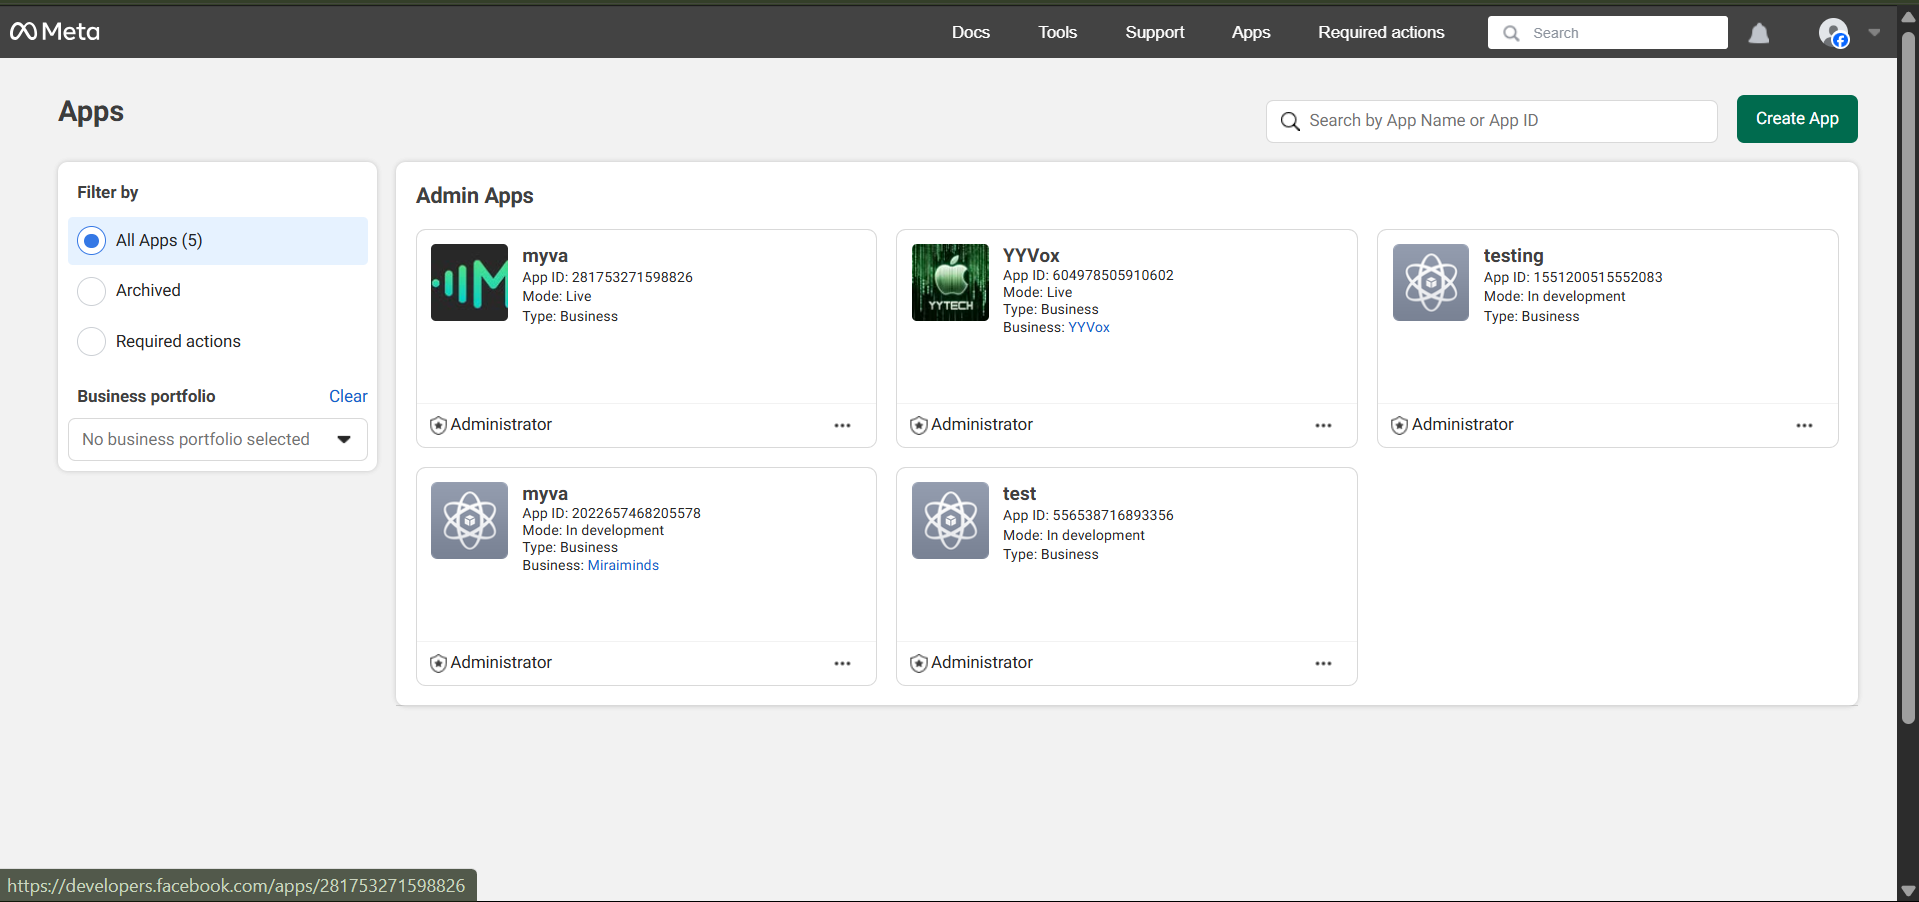 Meta
Docs
Tools
Support
Apps
Required actions
Search
Apps
Search by App Name or App ID
Create App
Filter by
All Apps (5)
Archived
Required actions
Business portfolio
Clear
No business portfolio selected
Admin Apps
myva
App ID: 281753271598826
Mode: Live
Type: Business
Administrator
YYTECH
YYVox
App ID: 604978505910602
Mode: Live
Type: Business
Business: YYVox
Administrator
testing
App ID: 1551200515552083
Mode: In development
Type: Business
Administrator
myva
App ID: 2022657468205578
Mode: In development
Type: Business
Business: Miraiminds
Administrator
test
App ID: 556538716893356
Mode: In development
Type: Business
Administrator
https://developers.facebook.com/apps/281753271598826